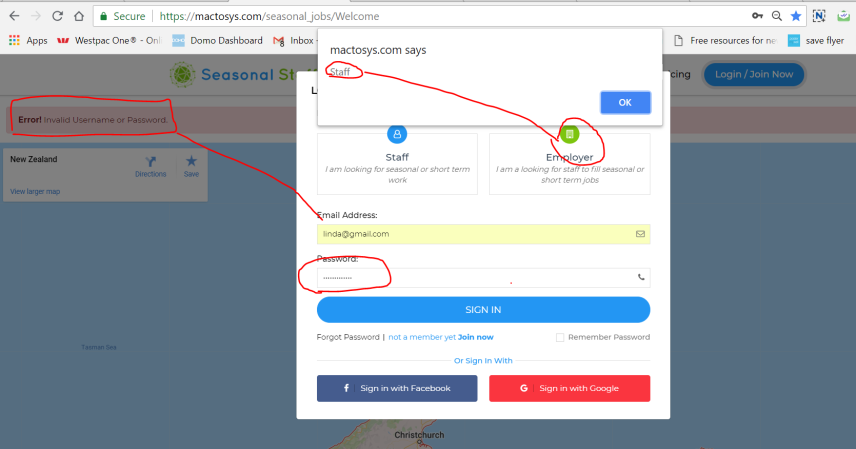 Secure | https://mactosys.com/seasonal_jobs/Welcome
Apps Westpac One® - Onl Domo Dashboard Inbox - Free resources for ne save flyer
mactosys.com says
Staff
OK
Seasonal St
cing Login / Join Now
L
Error! Invalid Username or Password.
New Zealand
Directions Save
View larger map
Staff
I am looking for seasonal or short term
work
Employer
I am a looking for staff to fill seasonal or
short term jobs
Email Address:
linda@gmail.com
Password:
.............
SIGN IN
Forgot Password | not a member yet Join now Remember Password
Or Sign In With
f Sign in with Facebook G Sign in with Google
Tasman Sea
Christchurch